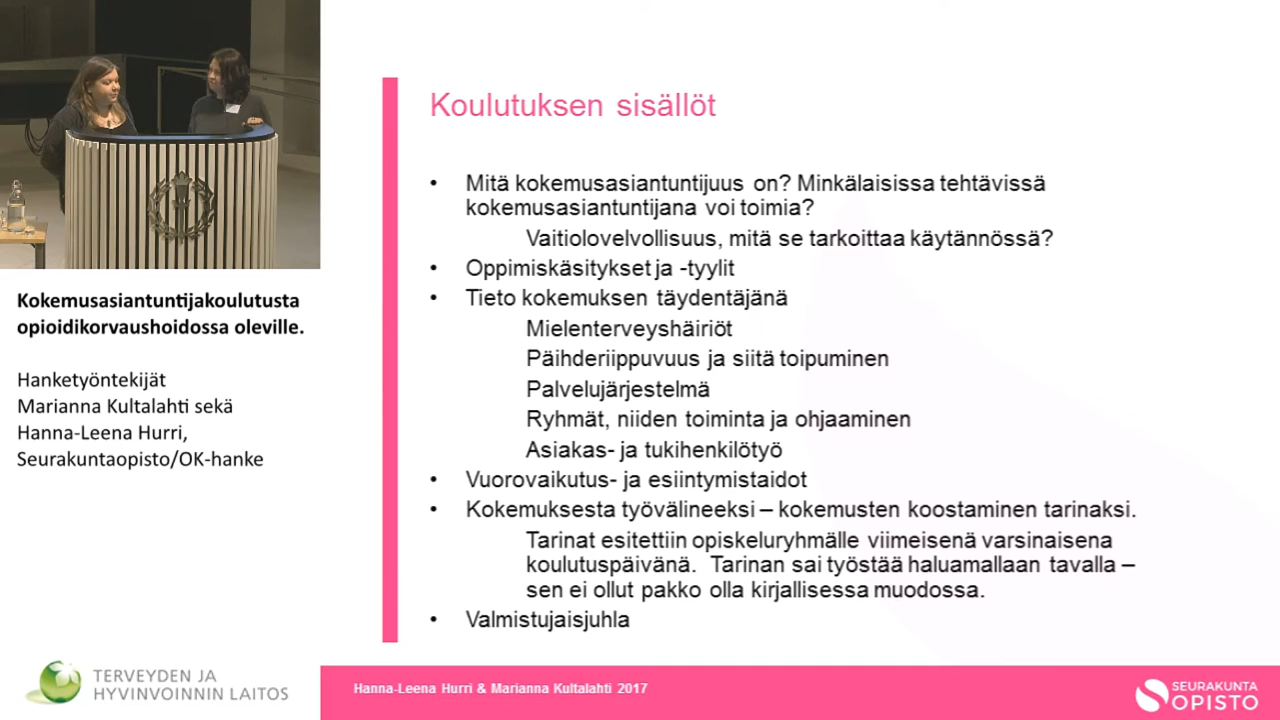 Kokemusasiantuntijakoulutusta
opioidikorvaushoidossa oleville.
Hanketyöntekijät
Marianna Kultalahti sekä
Hanna-Leena Hurri,
Seurakuntaopisto/OK-hanke
TERVEYDEN JA
HYVINVOINNIN LAITOS
Koulutuksen sisällöt
• Mitä kokemusasiantuntijuus on? Minkälaisissa tehtävissä
kokemusasiantuntijana voi toimia?
Vaitiolovelvollisuus, mitä se tarkoittaa käytännössä?
• Oppimiskäsitykset ja -tyylit
• Tieto kokemuksen täydentäjänä
Mielenterveyshäiriöt
Päihderiippuvuus ja siitä toipuminen
Palvelujärjestelmä
Ryhmät, niiden toiminta ja ohjaaminen
Asiakas- ja tukihenkilötyö
• Vuorovaikutus- ja esiintymistaidot
• Kokemuksesta työvälineeksi – kokemusten koostaminen tarinaksi.
Tarinat esitettiin opiskeluryhmälle viimeisenä varsinaisena
koulutuspäivänä. Tarinan sai työstää haluamallaan tavalla –
sen ei ollut pakko olla kirjallisessa muodossa.
• Valmistujaisjuhla
Hanna-Leena Hurri & Marianna Kultalahti 2017
SEURAKUNTA
OPISTO